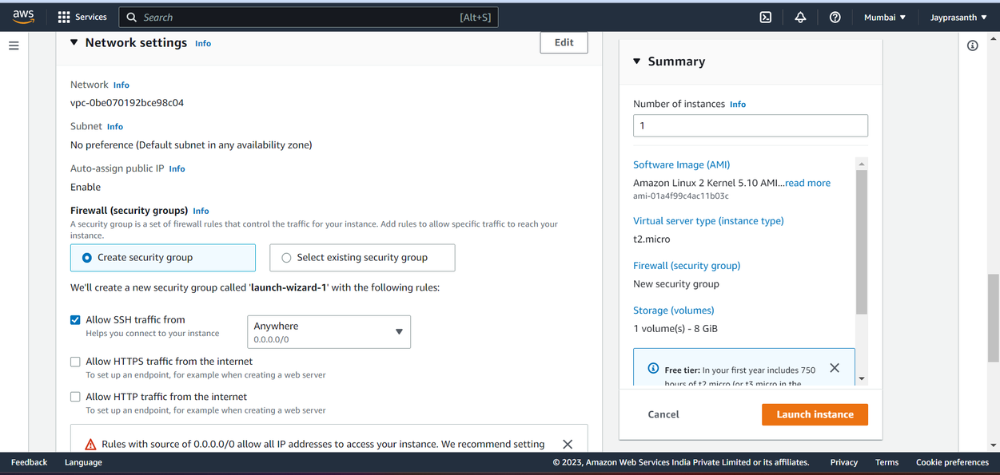 aws
Services
Search
[Alt+S]
Mumbai
Jayprasanth
Network settings Info
Edit
Network Info
vpc-0be070192bce98c04
Subnet Info
No preference (Default subnet in any availability zone)
Auto-assign public IP Info
Enable
Firewall (security groups) Info
A security group is a set of firewall rules that control the traffic for your instance. Add rules to allow specific traffic to reach your
instance.
Create security group
Select existing security group
We'll create a new security group called 'launch-wizard-1' with the following rules:
Allow SSH traffic from
Helps you connect to your instance
Anywhere
0.0.0.0/0
Allow HTTPS traffic from the internet
To set up an endpoint, for example when creating a web server
Allow HTTP traffic from the internet
To set up an endpoint, for example when creating a web server
Rules with source of 0.0.0.0/0 allow all IP addresses to access your instance. We recommend setting
Summary
Number of instances Info
1
Software Image (AMI)
Amazon Linux 2 Kernel 5.10 AMI...read more
ami-01a4f99c4ac11b03c
Virtual server type (instance type)
t2.micro
Firewall (security group)
New security group
Storage (volumes)
1 volume(s) - 8 GiB
Free tier: In your first year includes 750
hours of t2.micro (or t3.micro in the
Cancel
Launch instance
Feedback
Language
© 2023, Amazon Web Services India Private Limited or its affiliates.
Privacy
Terms
Cookie preferences